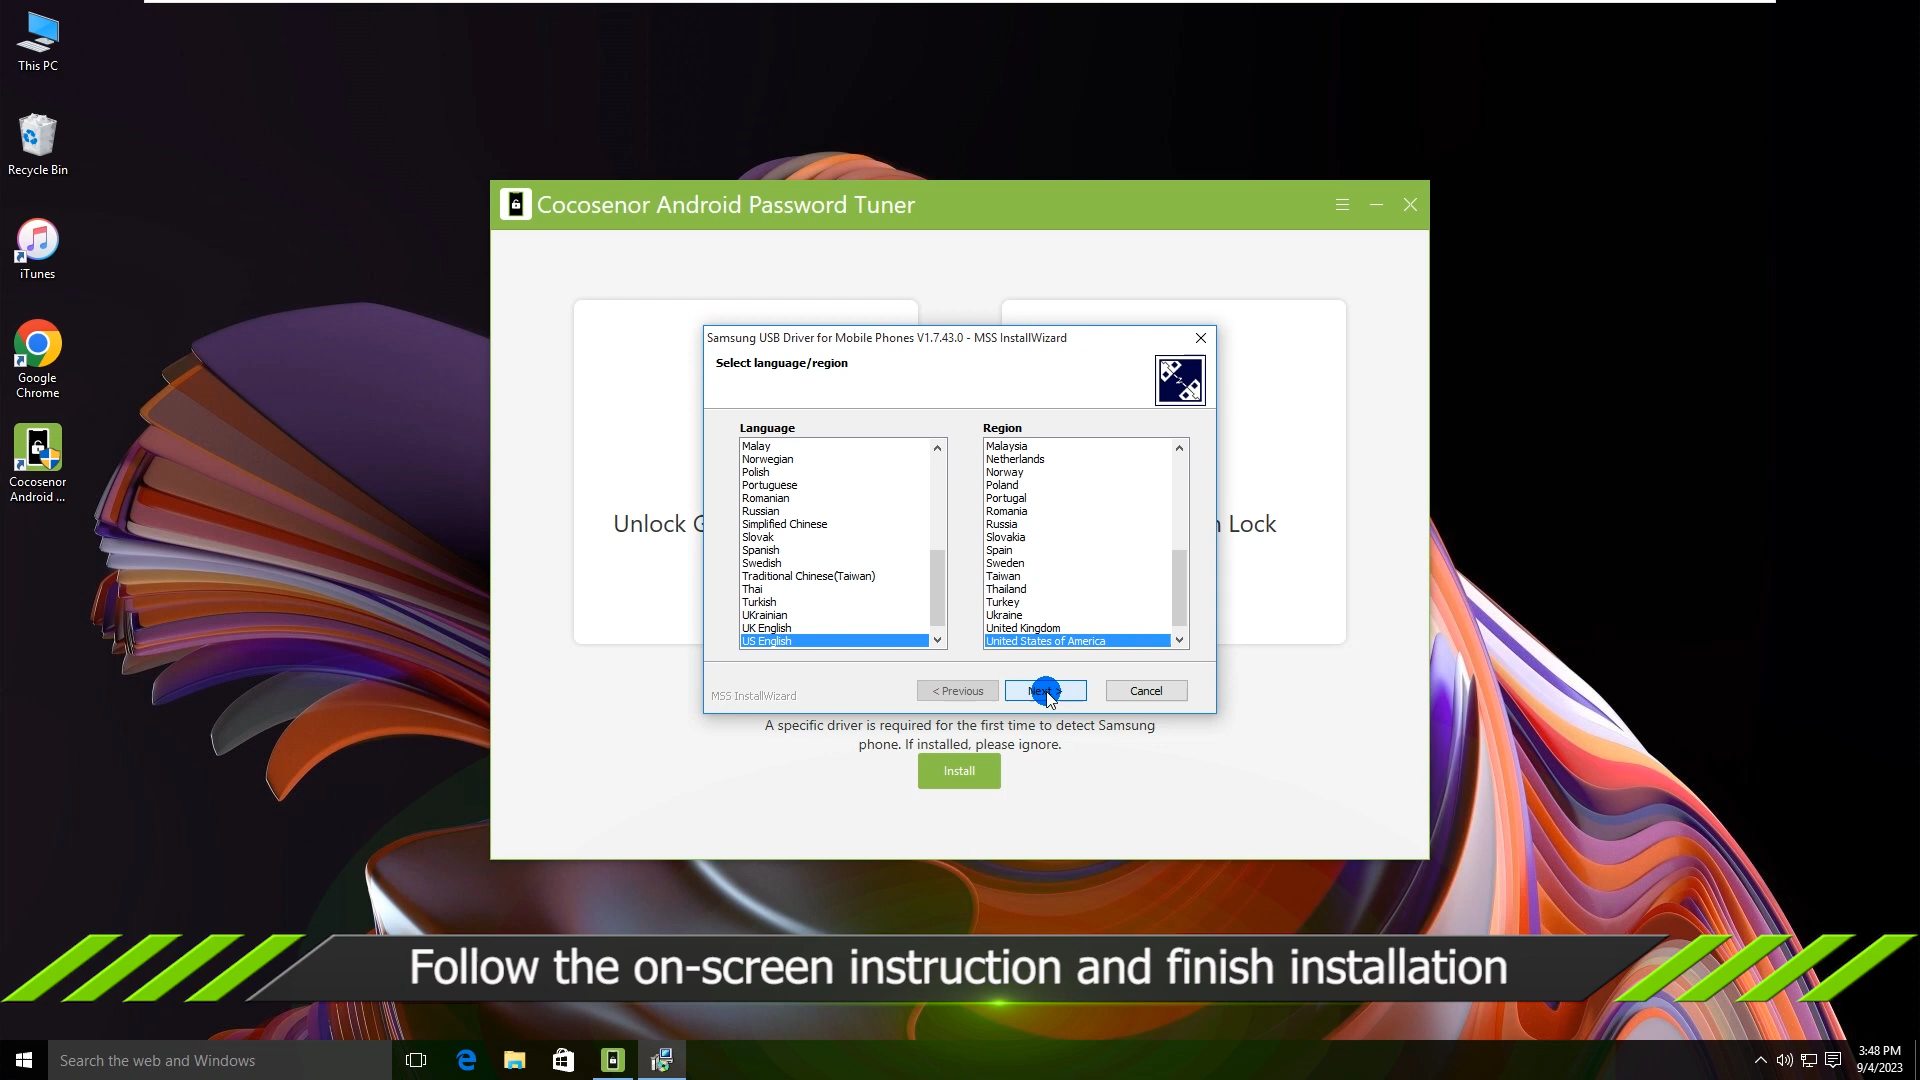 This PC
Recycle Bin
iTunes
Google
Chrome
Cocosenor
Android ...
Cocosenor Android Password Tuner
Unlock
Lock
Samsung USB Driver for Mobile Phones V1.7.43.0 - MSS InstallWizard
Select language/region
Language
Malay
Norwegian
Polish
Portuguese
Romanian
Russian
Simplified Chinese
Slovak
Spanish
Swedish
Traditional Chinese(Taiwan)
Thai
Turkish
UKrainian
UK English
US English
Region
Malaysia
Netherlands
Norway
Poland
Portugal
Romania
Russia
Slovakia
Spain
Sweden
Taiwan
Thailand
Turkey
Ukraine
United Kingdom
United States of America
MSS InstallWizard
< Previous
Next >
Cancel
A specific driver is required for the first time to detect Samsung
phone. If installed, please ignore.
Install
Follow the on-screen instruction and finish installation
Search the web and Windows
3:48 PM
9/4/2023